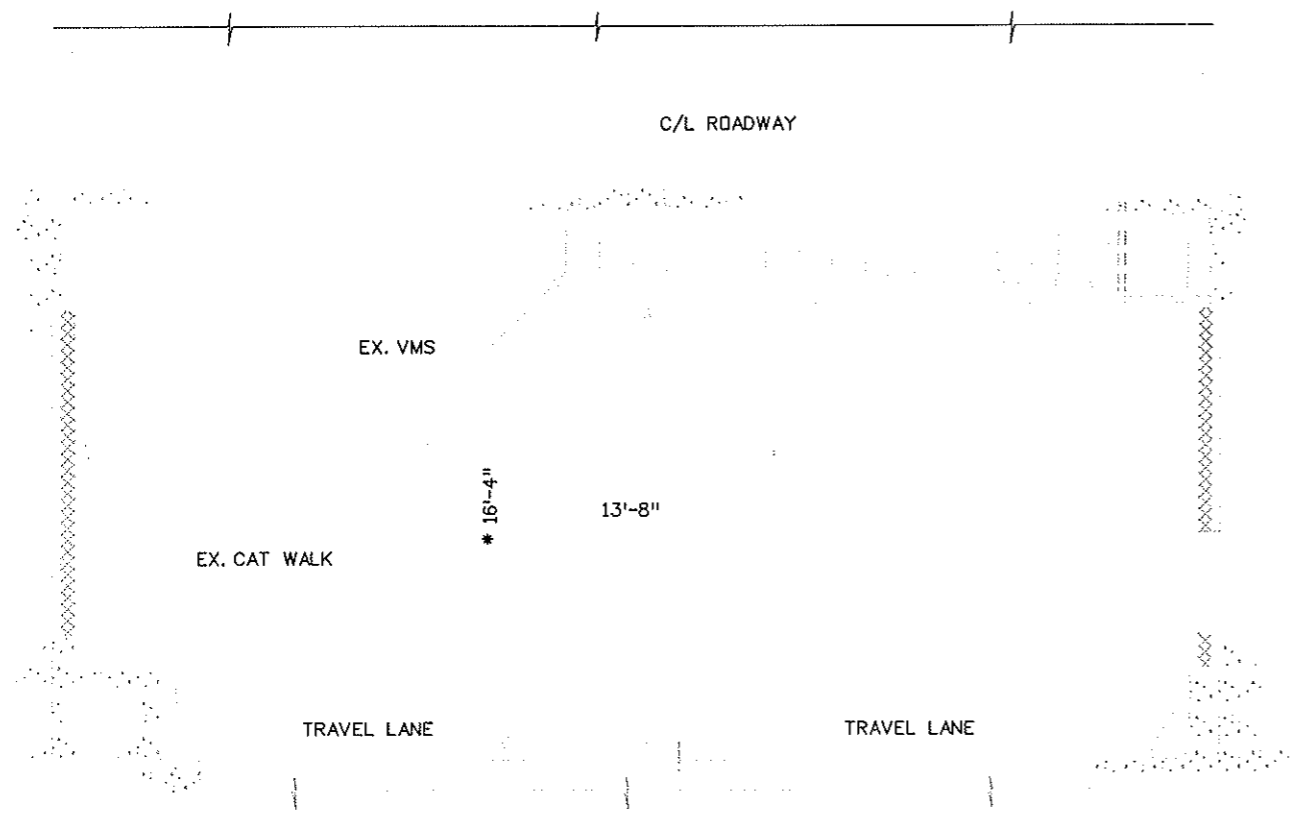 C/L ROADWAY
EX. VMS
* 16'-4"
13'-8"
EX. CAT WALK
TRAVEL LANE
TRAVEL LANE